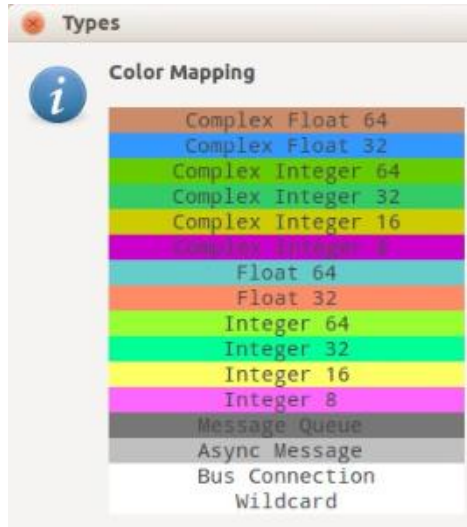 Types
Color Mapping
Complex Float 64
Complex Float 32
Complex Integer 64
Complex Integer 32
Complex Integer 16
Complex Integer 8
Float 64
Float 32
Integer 64
Integer 32
Integer 16
Integer 8
Message Queue
Async Message
Bus Connection
Wildcard